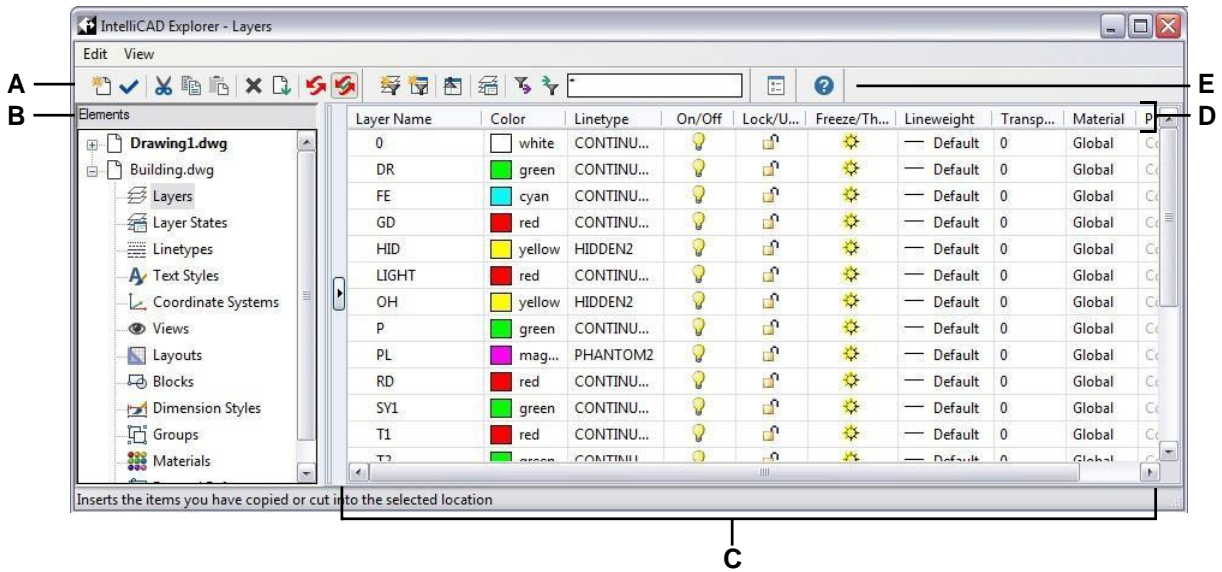 IntelliCAD Explorer - Layers
Edit View
A
E
*
B
Elements
D
Layer Name Color Linetype On/Off Lock/U... Freeze/Th... Lineweight Transp... Material P
Drawing1.dwg
Building.dwg
Layers
Layer States
Linetypes
Text Styles
Coordinate Systems
Views
Layouts
Blocks
Dimension Styles
Groups
Materials
0 white CONTINU... Default 0 Global
DR green CONTINU... Default 0 Global
FE cyan CONTINU... Default 0 Global
GD red CONTINU... Default 0 Global
HID yellow HIDDEN2 Default 0 Global
LIGHT red CONTINU... Default 0 Global
OH yellow HIDDEN2 Default 0 Global
P green CONTINU... Default 0 Global
PL mag... PHANTOM2 Default 0 Global
RD red CONTINU... Default 0 Global
SY1 green CONTINU... Default 0 Global
T1 red CONTINU... Default 0 Global
T2 green CONTINU... Default 0 Global
Inserts the items you have copied or cut into the selected location
C